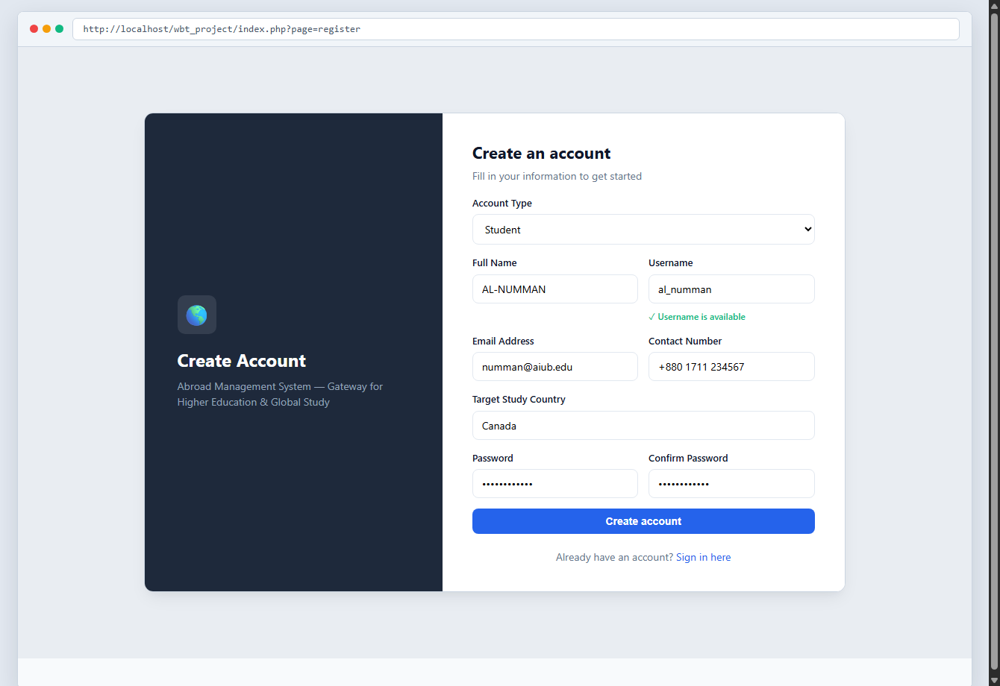 http://localhost/wbt_project/index.php?page=register
Create Account
Abroad Management System — Gateway for
Higher Education & Global Study
Create an account
Fill in your information to get started
Account Type
Student
Full Name
Username
AL-NUMMAN
al_numman
✓ Username is available
Email Address
Contact Number
numman@aiub.edu
+880 1711 234567
Target Study Country
Canada
Password
Confirm Password
••••••••••••
••••••••••••
Create account
Already have an account? Sign in here